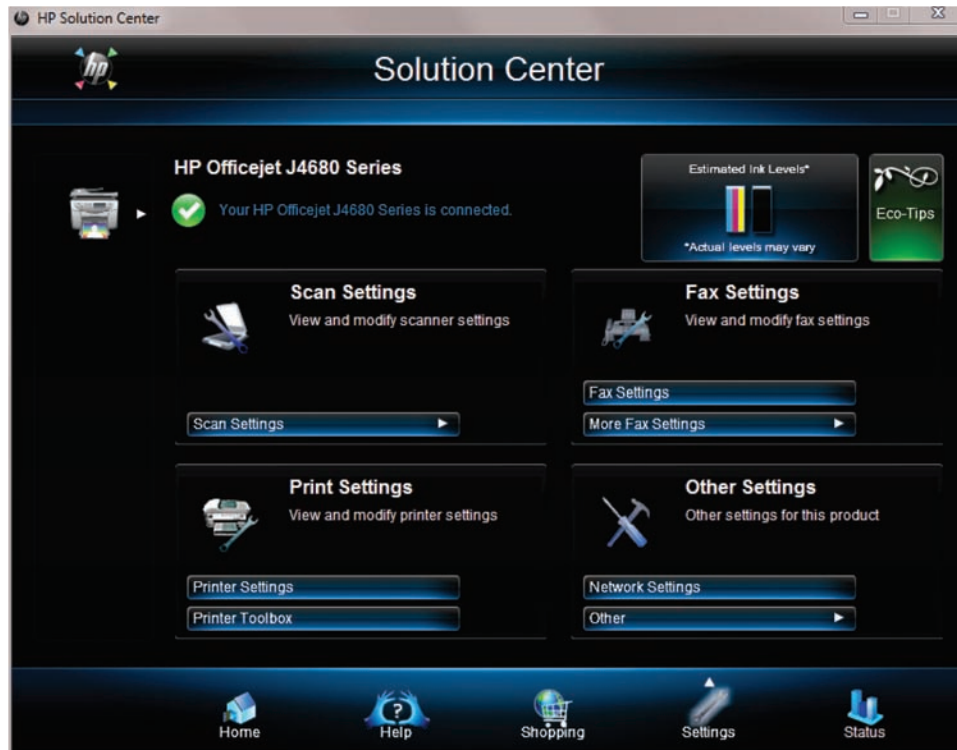 HP Solution Center
hp
Solution Center
HP Officejet J4680 Series
Your HP Officejet J4680 Series is connected.
Estimated Ink Levels*
*Actual levels may vary
Eco-Tips
Scan Settings
View and modify scanner settings
Scan Settings
Fax Settings
View and modify fax settings
Fax Settings
More Fax Settings
Print Settings
View and modify printer settings
Printer Settings
Printer Toolbox
Other Settings
Other settings for this product
Network Settings
Other
Home
?
Help
Shopping
Settings
Status